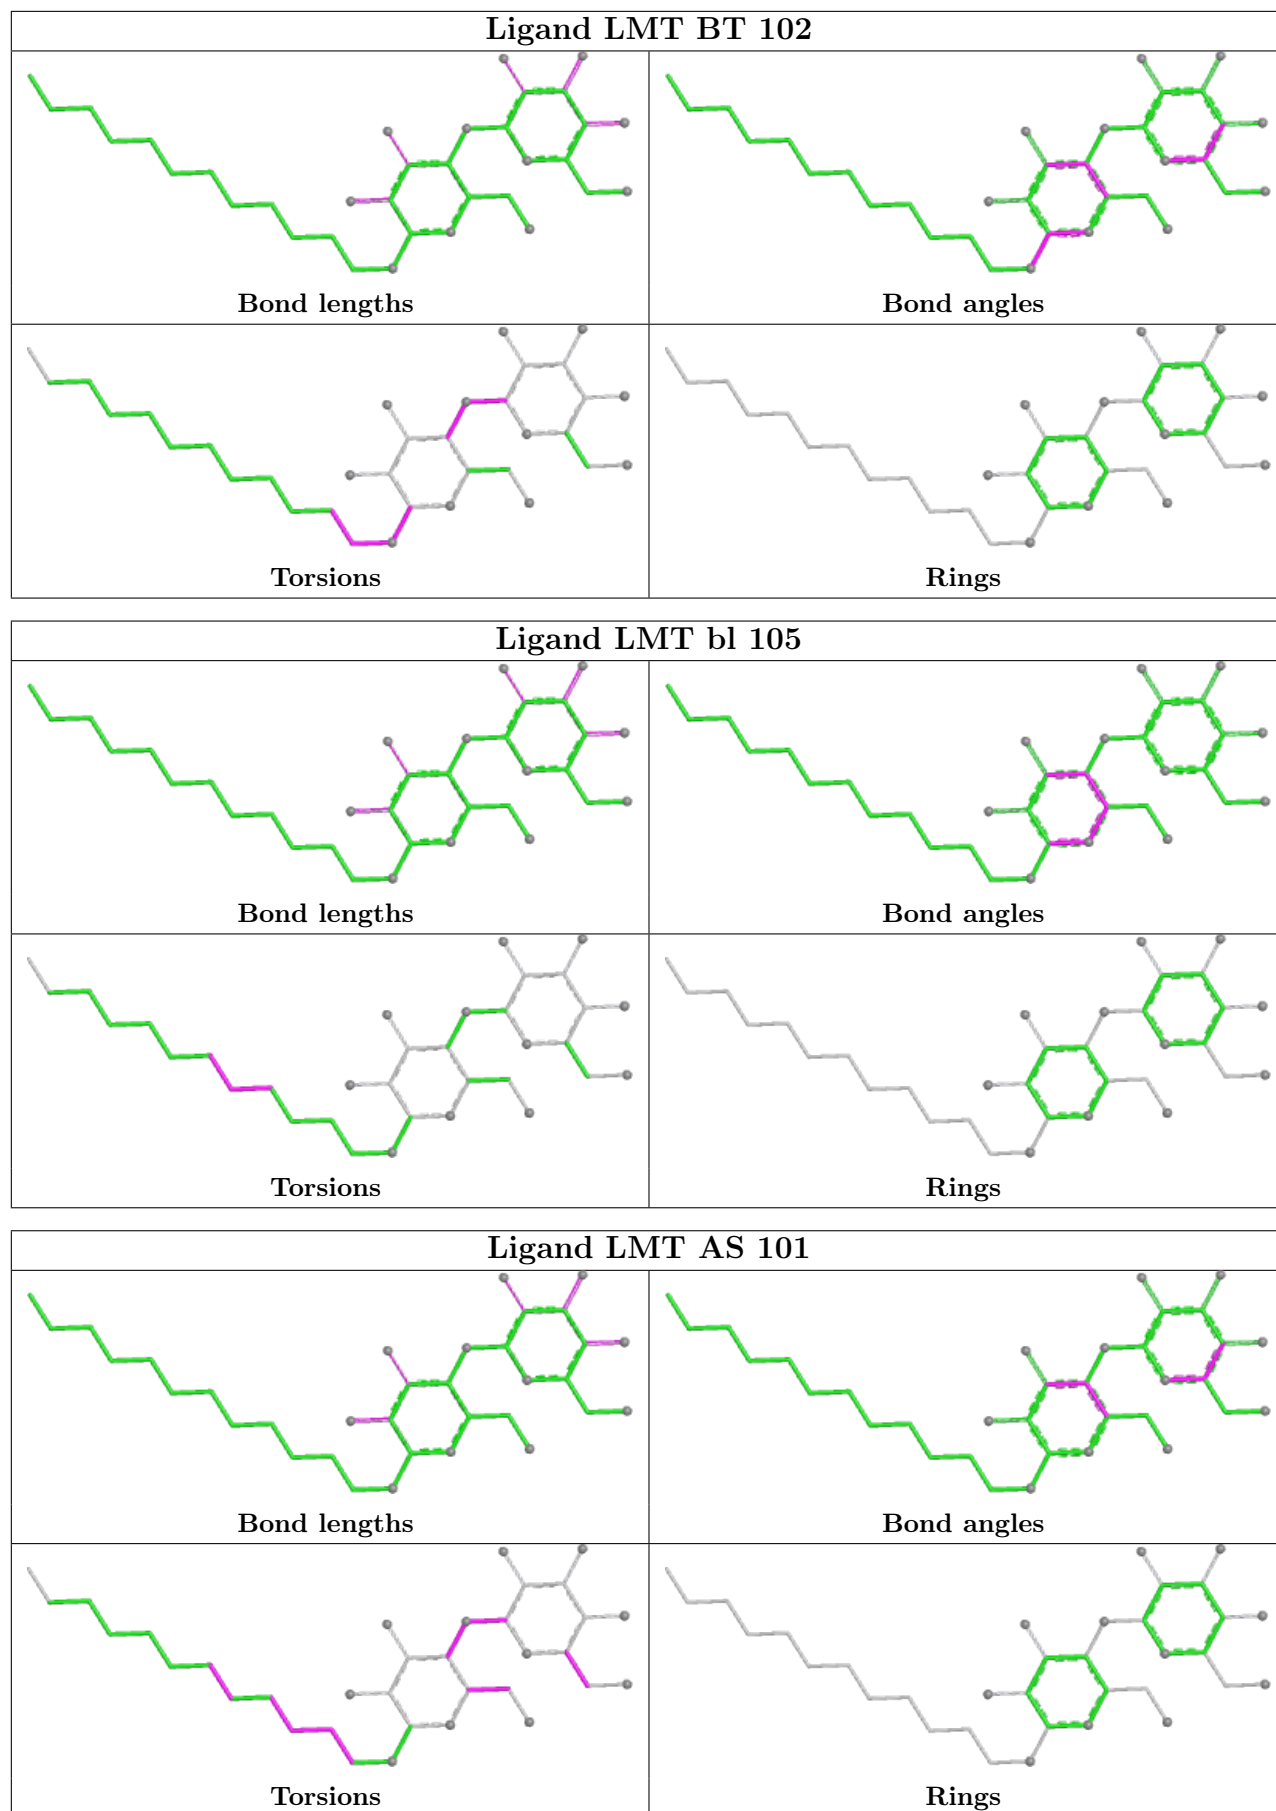 Ligand LMT BT 102
Bond lengths
Bond angles
Torsions
Rings
Ligand LMT bl 105
Bond lengths
Bond angles
Torsions
Rings
Ligand LMT AS 101
Bond lengths
Bond angles
Torsions
Rings